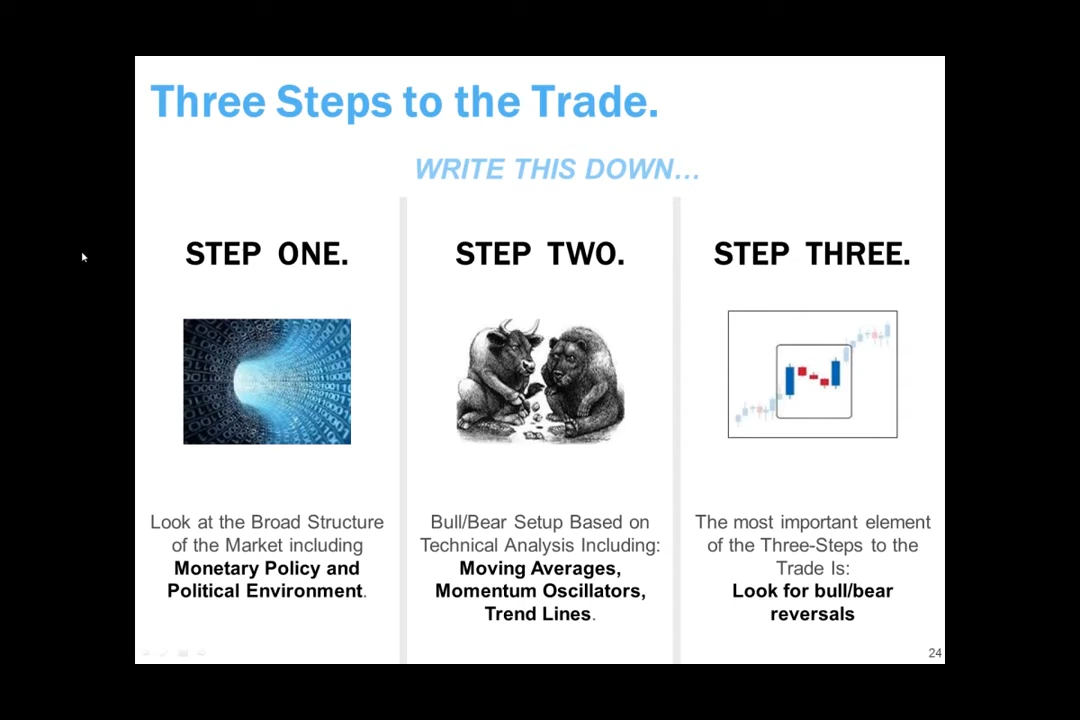 Three Steps to the Trade.
WRITE THIS DOWN...
STEP ONE.
Look at the Broad Structure
of the Market including
Monetary Policy and
Political Environment.
STEP TWO.
Bull/Bear Setup Based on
Technical Analysis Including:
Moving Averages,
Momentum Oscillators,
Trend Lines.
STEP THREE.
The most important element
of the Three-Steps to the
Trade Is:
Look for bull/bear
reversals
24